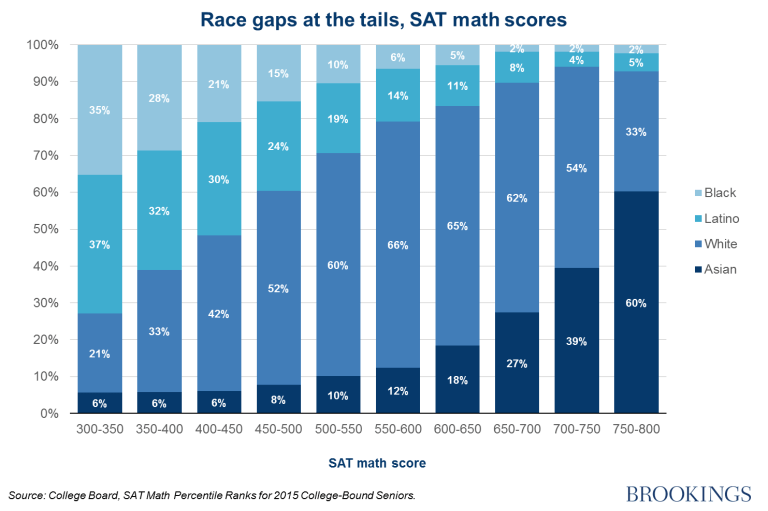 Race gaps at the tails, SAT math scores
100%
90%
80%
70%
60%
50%
40%
30%
20%
10%
0%
35% 28% 21% 15% 10% 6% 5% 2% 2% 2%
37% 32% 30% 24% 19% 14% 11% 8% 4% 5%
21% 33% 42% 52% 60% 66% 65% 62% 54% 33%
6% 6% 6% 8% 10% 12% 18% 27% 39% 60%
Black
Latino
White
Asian
300-350 350-400 400-450 450-500 500-550 550-600 600-650 650-700 700-750 750-800
SAT math score
Source: College Board, SAT Math Percentile Ranks for 2015 College-Bound Seniors.
BROOKINGS